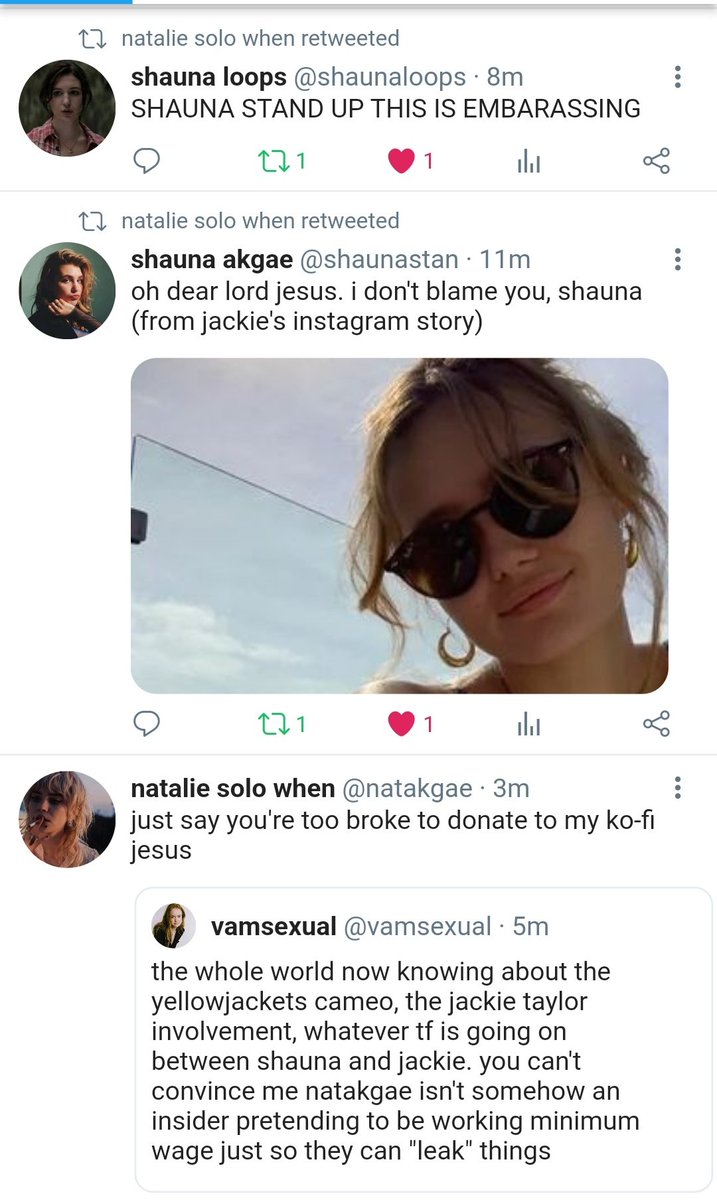 natalie solo when retweeted
shauna loops @shaunaloops · 8m
SHAUNA STAND UP THIS IS EMBARASSING
1 1
natalie solo when retweeted
shauna akgae @shaunastan · 11m
oh dear lord jesus. i don't blame you, shauna
(from jackie's instagram story)
1 1
natalie solo when @natakgae · 3m
just say you're too broke to donate to my ko-fi
jesus
vamsexual @vamsexual · 5m
the whole world now knowing about the
yellowjackets cameo, the jackie taylor
involvement, whatever tf is going on
between shauna and jackie. you can't
convince me natakgae isn't somehow an
insider pretending to be working minimum
wage just so they can "leak" things